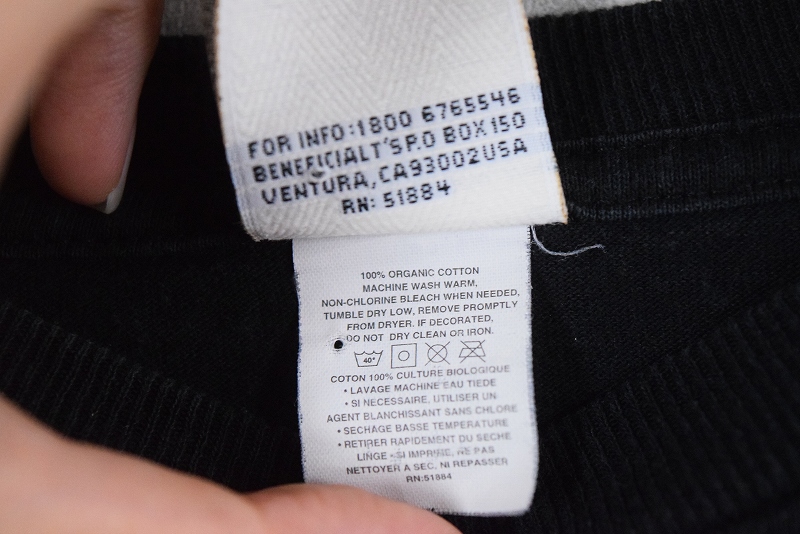 FOR INFO:1800 6765546
BENEFICIALT'S P.O BOX 150
VENTURA, CA93002USA
RN: 51884
100% ORGANIC COTTON
MACHINE WASH WARM,
NON-CHLORINE BLEACH WHEN NEEDED,
TUMBLE DRY LOW, REMOVE PROMPTLY
FROM DRYER. IF DECORATED,
DO NOT DRY CLEAN OR IRON.
40°
COTON 100% CULTURE BIOLOGIQUE
• LAVAGE MACHINE EAU TIEDE
• SI NECESSAIRE, UTILISER UN
AGENT BLANCHISSANT SANS CHLORE
• SECHAGE BASSE TEMPERATURE
• RETIRER RAPIDEMENT DU SECHE
LINGE •SI IMPRIME, NE PAS
NETTOYER A SEC, NI REPASSER
RN:51884